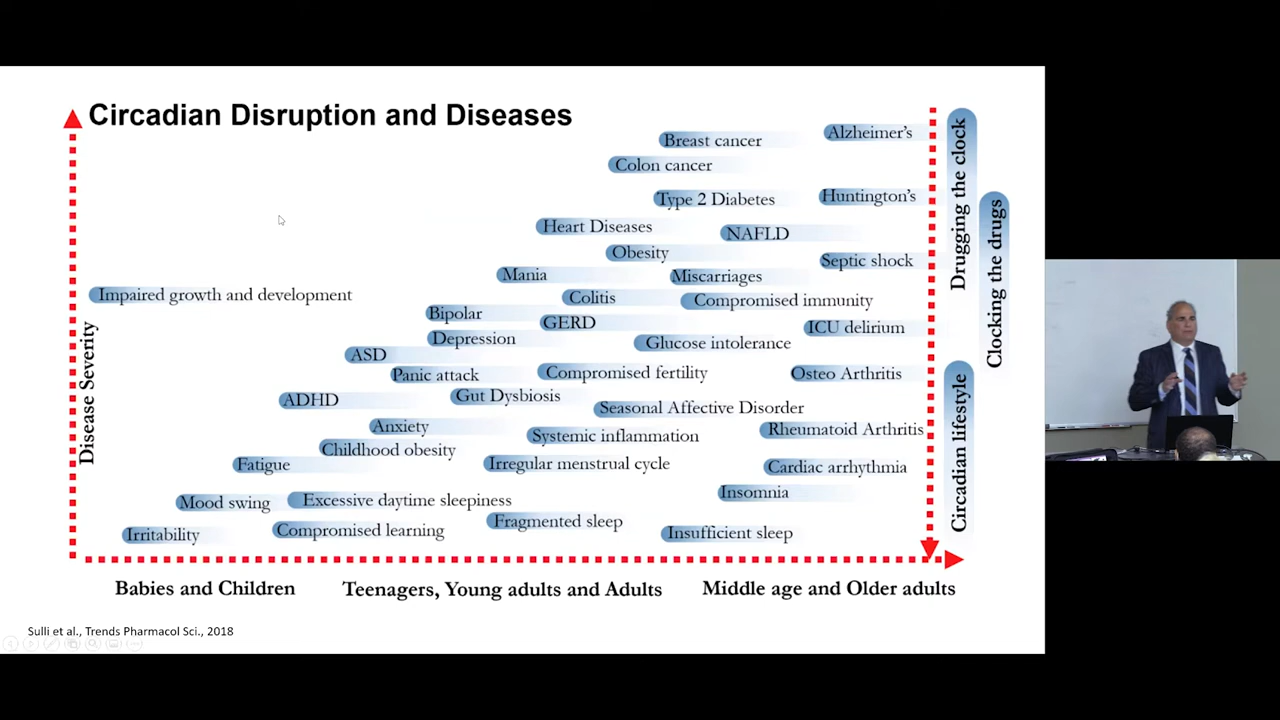 Circadian Disruption and Diseases
Breast cancer
Alzheimer's
Colon cancer
Type 2 Diabetes
Huntington's
Heart Diseases
NAFLD
Obesity
Septic shock
Mania
Miscarriages
Impaired growth and development
Colitis
Compromised immunity
Bipolar
GERD
ICU delirium
Depression
Glucose intolerance
ASD
Panic attack
Compromised fertility
Osteo Arthritis
ADHD
Gut Dysbiosis
Seasonal Affective Disorder
Anxiety
Systemic inflammation
Rheumatoid Arthritis
Childhood obesity
Fatigue
Irregular menstrual cycle
Cardiac arrhythmia
Mood swing
Excessive daytime sleepiness
Insomnia
Irritability
Compromised learning
Fragmented sleep
Insufficient sleep
Disease Severity
Drugging the clock
Clocking the drugs
Circadian lifestyle
Babies and Children
Teenagers, Young adults and Adults
Middle age and Older adults
Sulli et al., Trends Pharmacol Sci., 2018